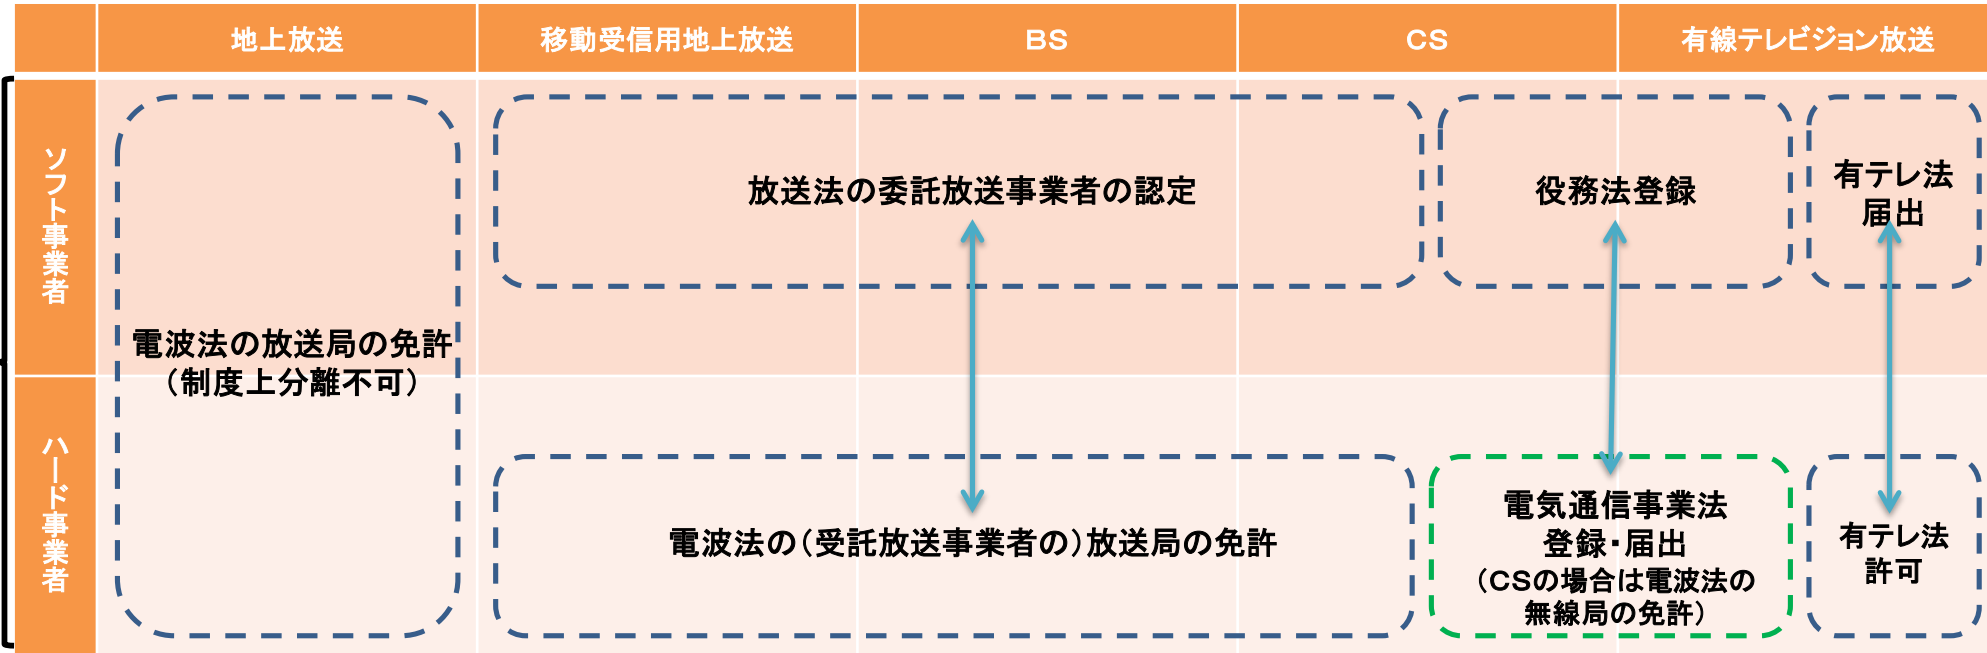 地上放送
移動受信用地上放送
BS
CS
有線テレビジョン放送
ソフト事業者
放送法の委託放送事業者の認定
役務法登録
有テレ法
届出
電波法の放送局の免許
（制度上分離不可）
ハード事業者
電波法の（受託放送事業者の）放送局の免許
電気通信事業法
登録・届出
（CSの場合は電波法の
無線局の免許）
有テレ法
許可